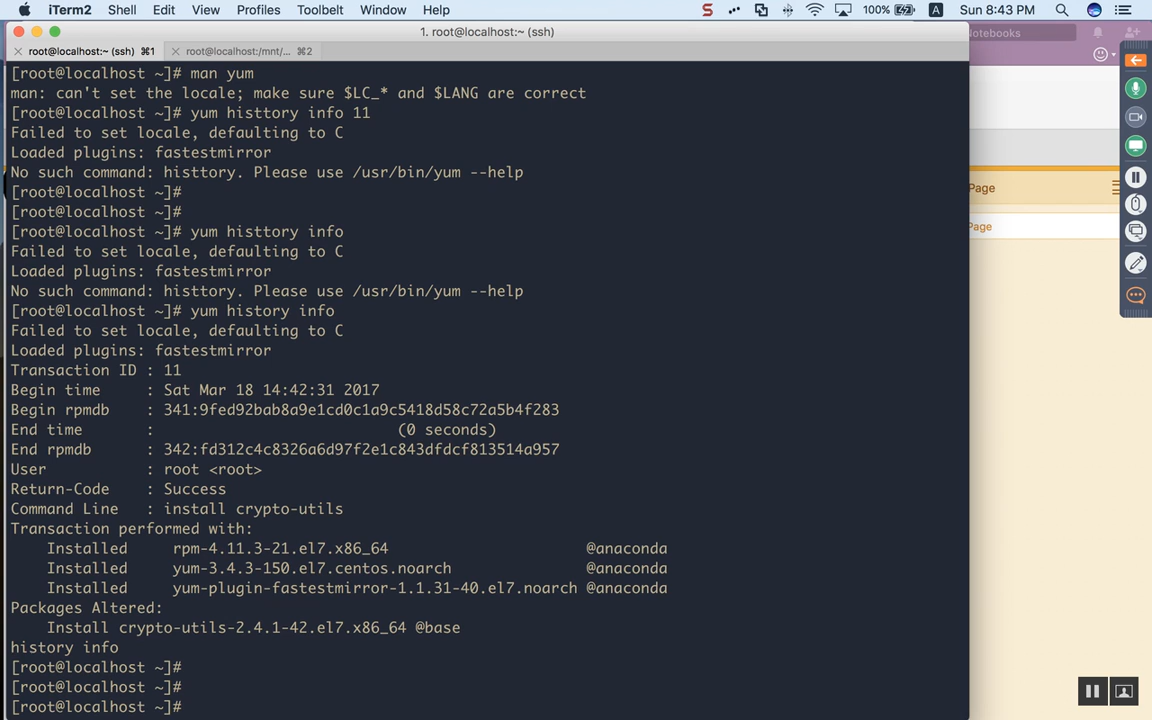 iTerm2 Shell Edit View Profiles Toolbelt Window Help 100% A Sun 8:43 PM
1. root@localhost:~ (ssh)
Notebooks
root@localhost:~ (ssh) ⌘1 root@localhost:/mnt/... ⌘2
[root@localhost ~]# man yum
man: can't set the locale; make sure $LC_* and $LANG are correct
[root@localhost ~]# yum histtory info 11
Failed to set locale, defaulting to C
Loaded plugins: fastestmirror
No such command: histtory. Please use /usr/bin/yum --help
[root@localhost ~]#
[root@localhost ~]#
[root@localhost ~]# yum histtory info
Failed to set locale, defaulting to C
Loaded plugins: fastestmirror
No such command: histtory. Please use /usr/bin/yum --help
[root@localhost ~]# yum history info
Failed to set locale, defaulting to C
Loaded plugins: fastestmirror
Transaction ID : 11
Begin time     : Sat Mar 18 14:42:31 2017
Begin rpmdb    : 341:9fed92bab8a9e1cd0c1a9c5418d58c72a5b4f283
End time       :                          (0 seconds)
End rpmdb      : 342:fd312c4c8326a6d97f2e1c843dfdcf813514a957
User           : root <root>
Return-Code    : Success
Command Line   : install crypto-utils
Transaction performed with:
    Installed     rpm-4.11.3-21.el7.x86_64                      @anaconda
    Installed     yum-3.4.3-150.el7.centos.noarch               @anaconda
    Installed     yum-plugin-fastestmirror-1.1.31-40.el7.noarch @anaconda
Packages Altered:
    Install crypto-utils-2.4.1-42.el7.x86_64 @base
history info
[root@localhost ~]#
[root@localhost ~]#
[root@localhost ~]#
Page
Page